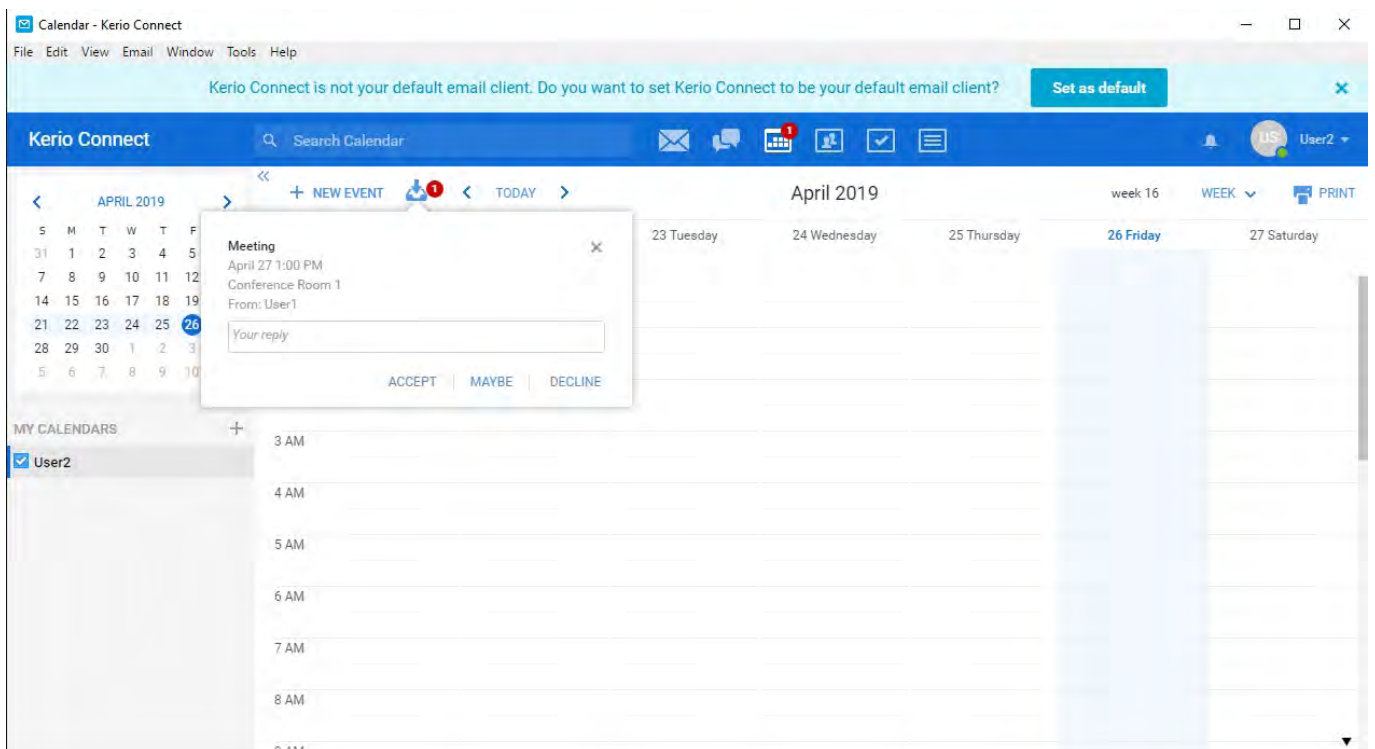 Calendar - Kerio Connect
File Edit View Email Window Tools Help
Kerio Connect is not your default email client. Do you want to set Kerio Connect to be your default email client? Set as default
Kerio Connect
Search Calendar
1
US
User2
APRIL 2019
S M T W T F
31 1 2 3 4 5
7 8 9 10 11 12
14 15 16 17 18 19
21 22 23 24 25 26
28 29 30 1 2 3
5 6 7 8 9 10
MY CALENDARS
User2
+ NEW EVENT 1 TODAY April 2019 week 16 WEEK PRINT
23 Tuesday 24 Wednesday 25 Thursday 26 Friday 27 Saturday
Meeting
April 27 1:00 PM
Conference Room 1
From: User1
Your reply
ACCEPT MAYBE DECLINE
3 AM
4 AM
5 AM
6 AM
7 AM
8 AM